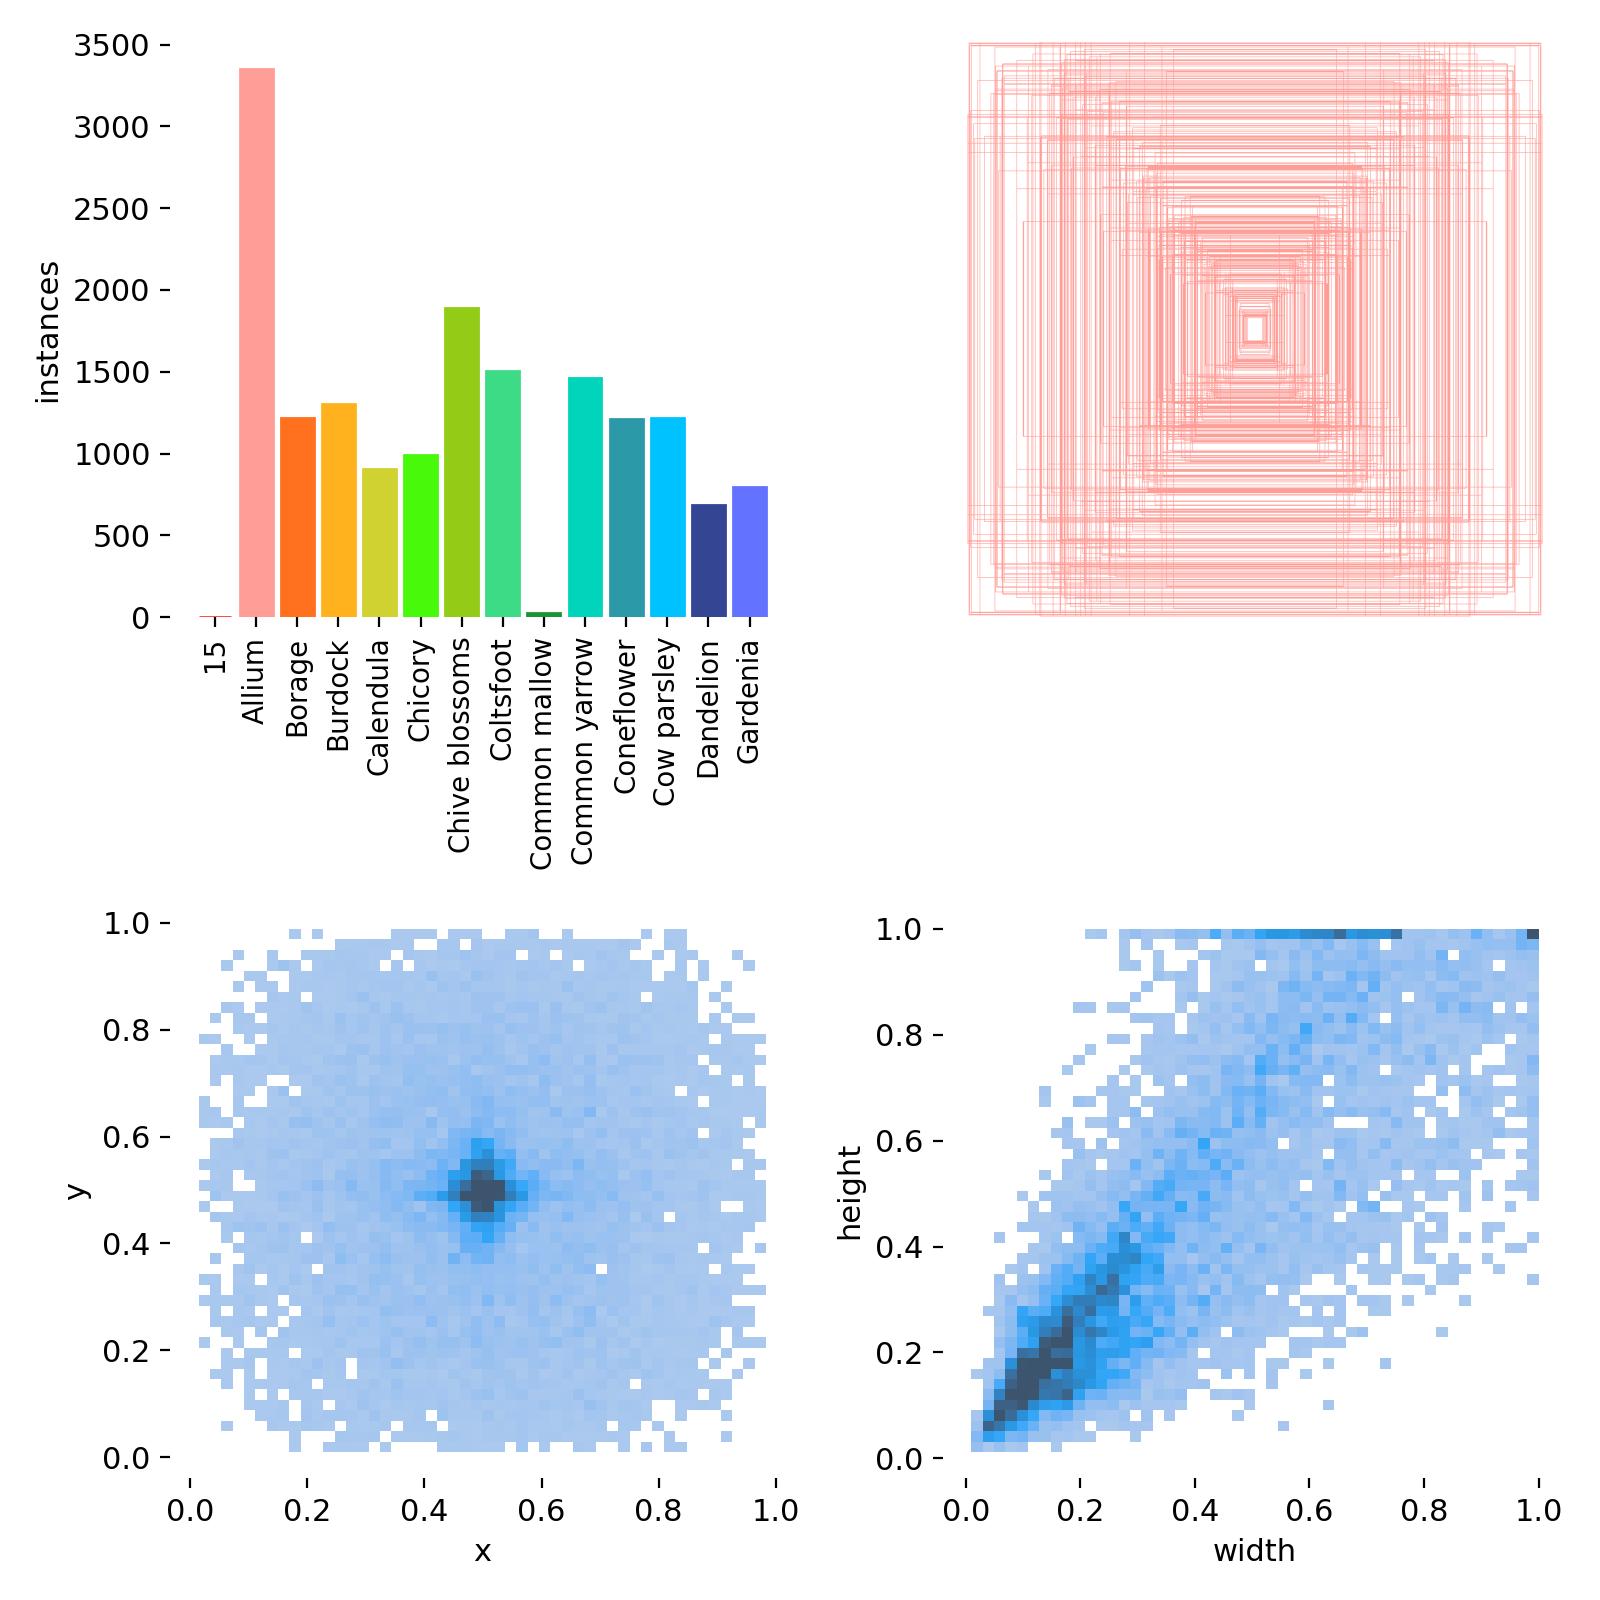 3500
3000
2500
2000
1500
1000
500
0
instances
15
Allium
Borage
Burdock
Calendula
Chicory
Chive blossoms
Coltsfoot
Common mallow
Common yarrow
Coneflower
Cow parsley
Dandelion
Gardenia
1.0
0.8
0.6
0.4
0.2
0.0
y
0.0 0.2 0.4 0.6 0.8 1.0
x
1.0
0.8
0.6
0.4
0.2
0.0
height
0.0 0.2 0.4 0.6 0.8 1.0
width